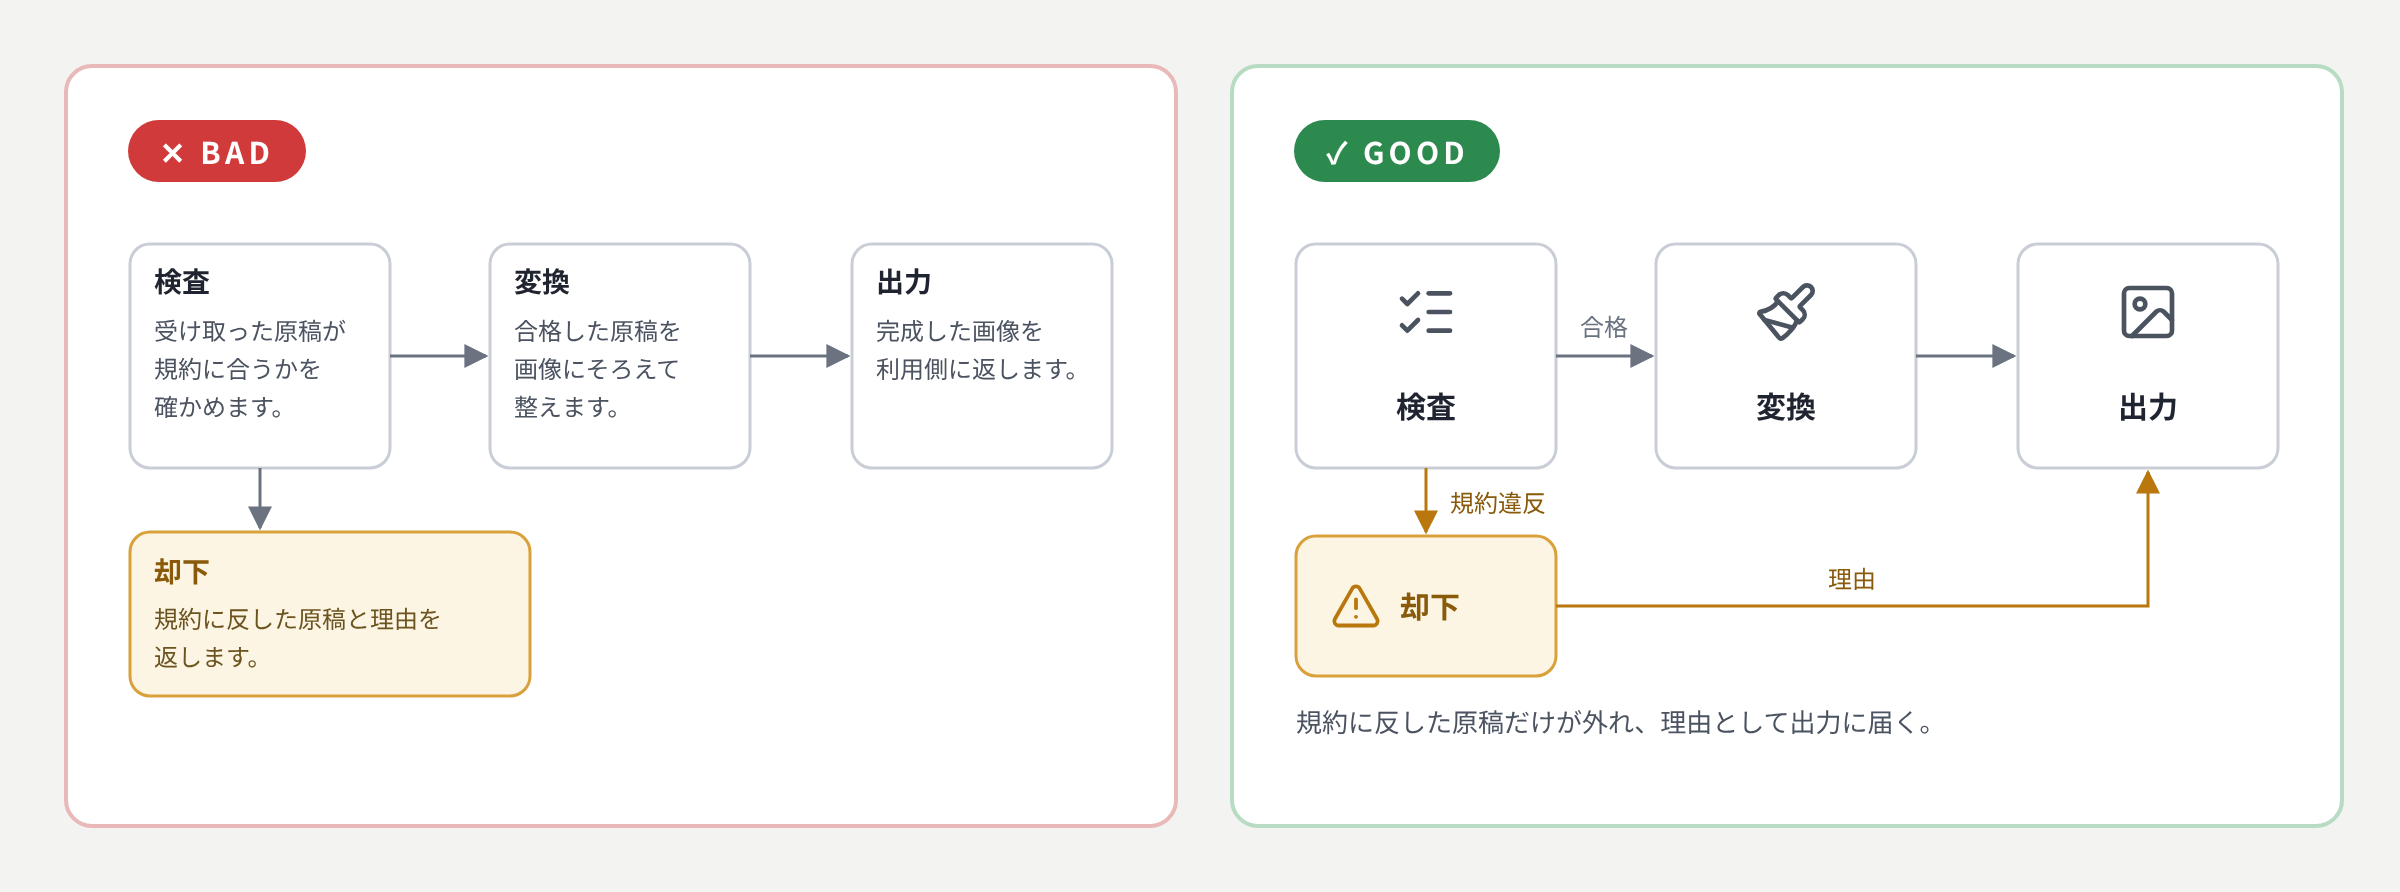 ✕ BAD
検査
受け取った原稿が
規約に合うかを
確かめます。
変換
合格した原稿を
画像にそろえて
整えます。
出力
完成した画像を
利用側に返します。
却下
規約に反した原稿と理由を
返します。
✓ GOOD
検査
合格
変換
出力
規約違反
却下
理由
規約に反した原稿だけが外れ、理由として出力に届く。